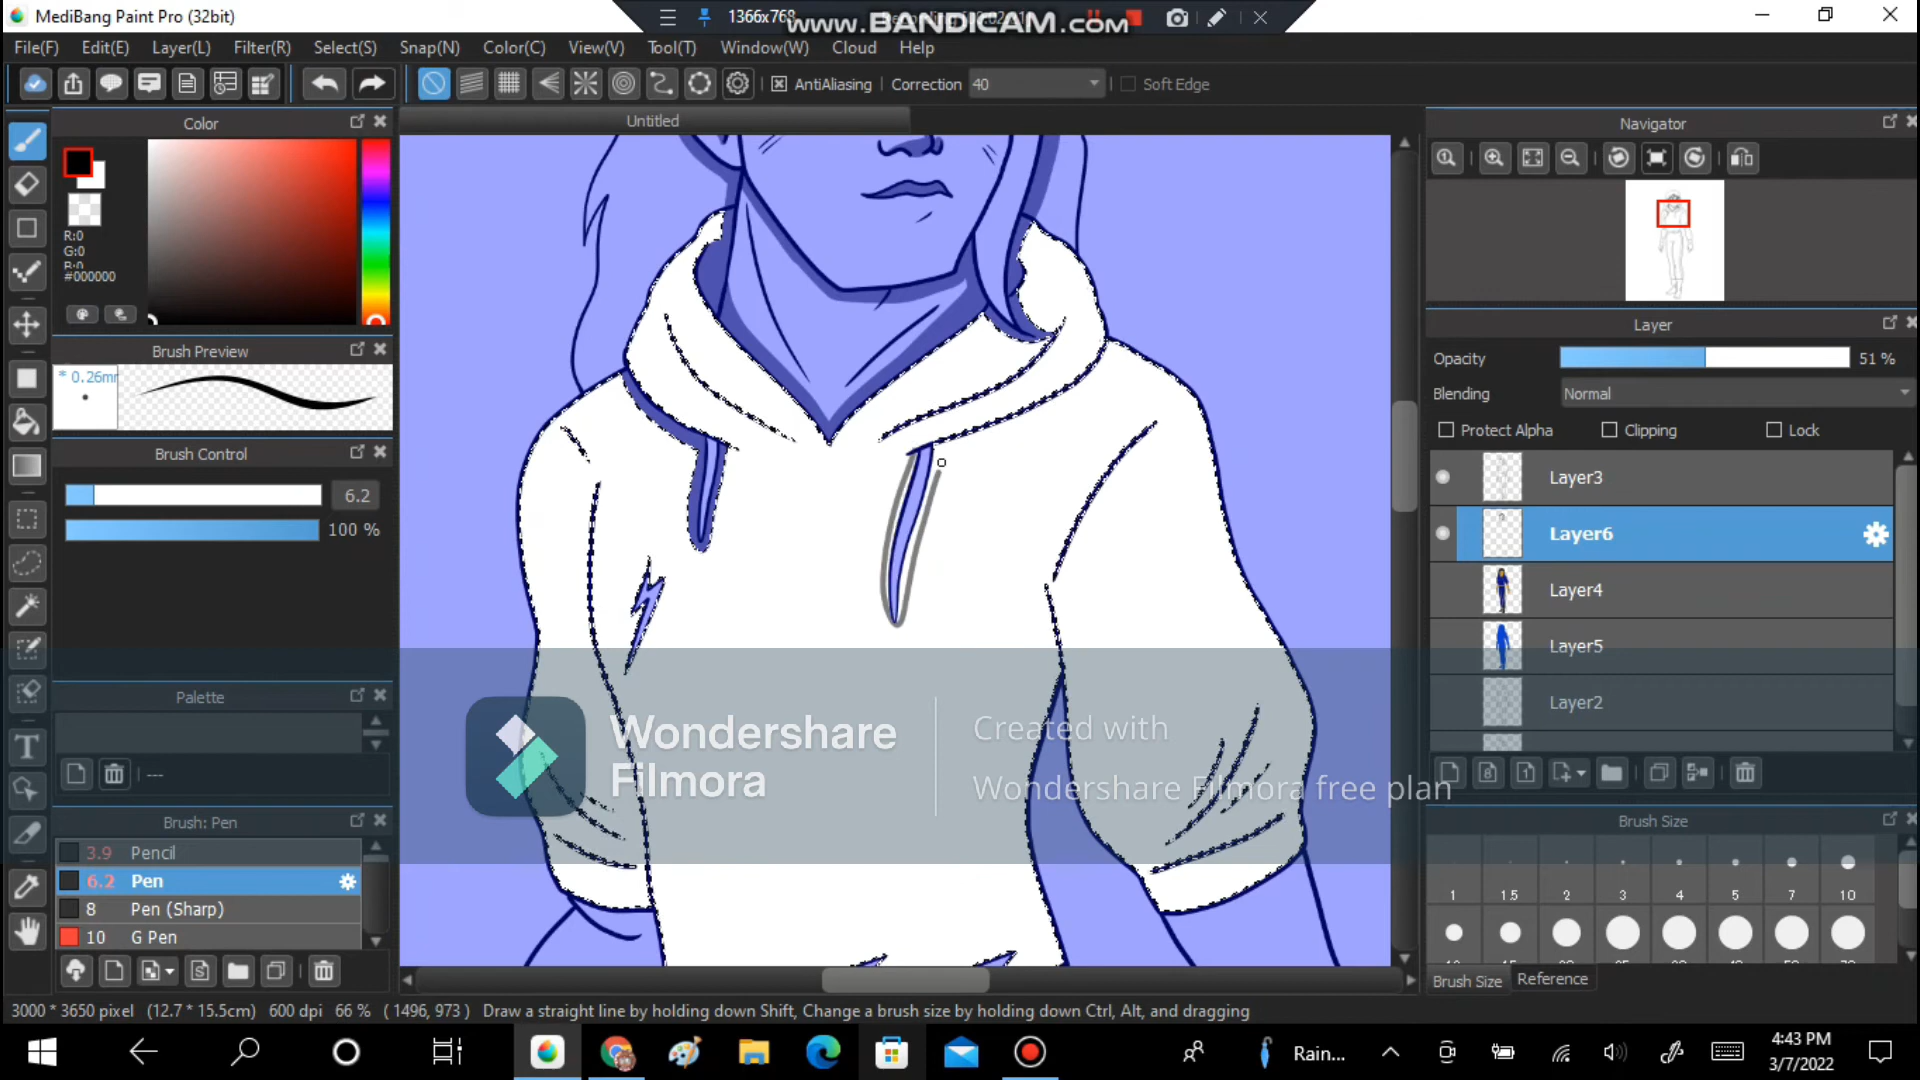 MediBang Paint Pro (32bit)
1366x768
www.BANDICAM.com
File(F) Edit(E) Layer(L) Filter(R) Select(S) Snap(N) Color(C) View(V) Tool(T) Window(W) Cloud Help
AntiAliasing Correction 40 Soft Edge
Color
Untitled
Navigator
R:0
G:0
B:0
#000000
Brush Preview
* 0.26mm
Layer
Opacity 51 %
Blending Normal
Protect Alpha Clipping Lock
Brush Control
6.2
100 %
Layer3
Layer6
Layer4
Layer5
Layer2
Palette
---
Wondershare
Filmora
Created with
Wondershare Filmora free plan
Brush: Pen
3.9 Pencil
6.2 Pen
8 Pen (Sharp)
10 G Pen
Brush Size
1 1.5 2 3 4 5 7 10
Brush Size Reference
3000 * 3650 pixel (12.7 * 15.5cm) 600 dpi 66 % ( 1496, 973 ) Draw a straight line by holding down Shift, Change a brush size by holding down Ctrl, Alt, and dragging
Rain...
4:43 PM
3/7/2022